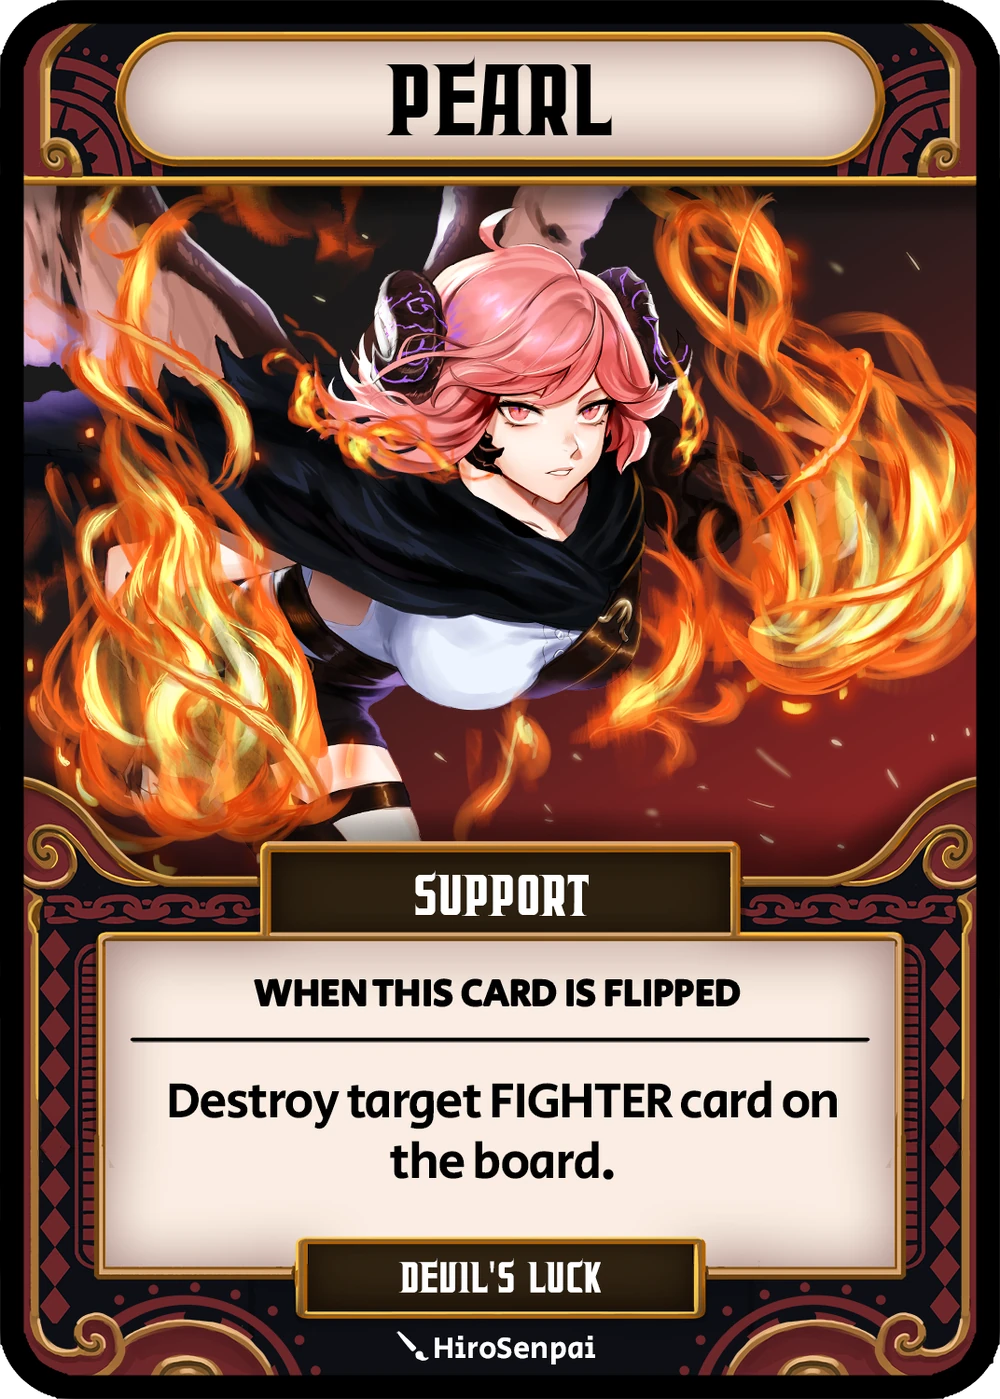 PEARL
SUPPORT
WHEN THIS CARD IS FLIPPED
Destroy target FIGHTER card on
the board.
DEVIL'S LUCK
HiroSenpai